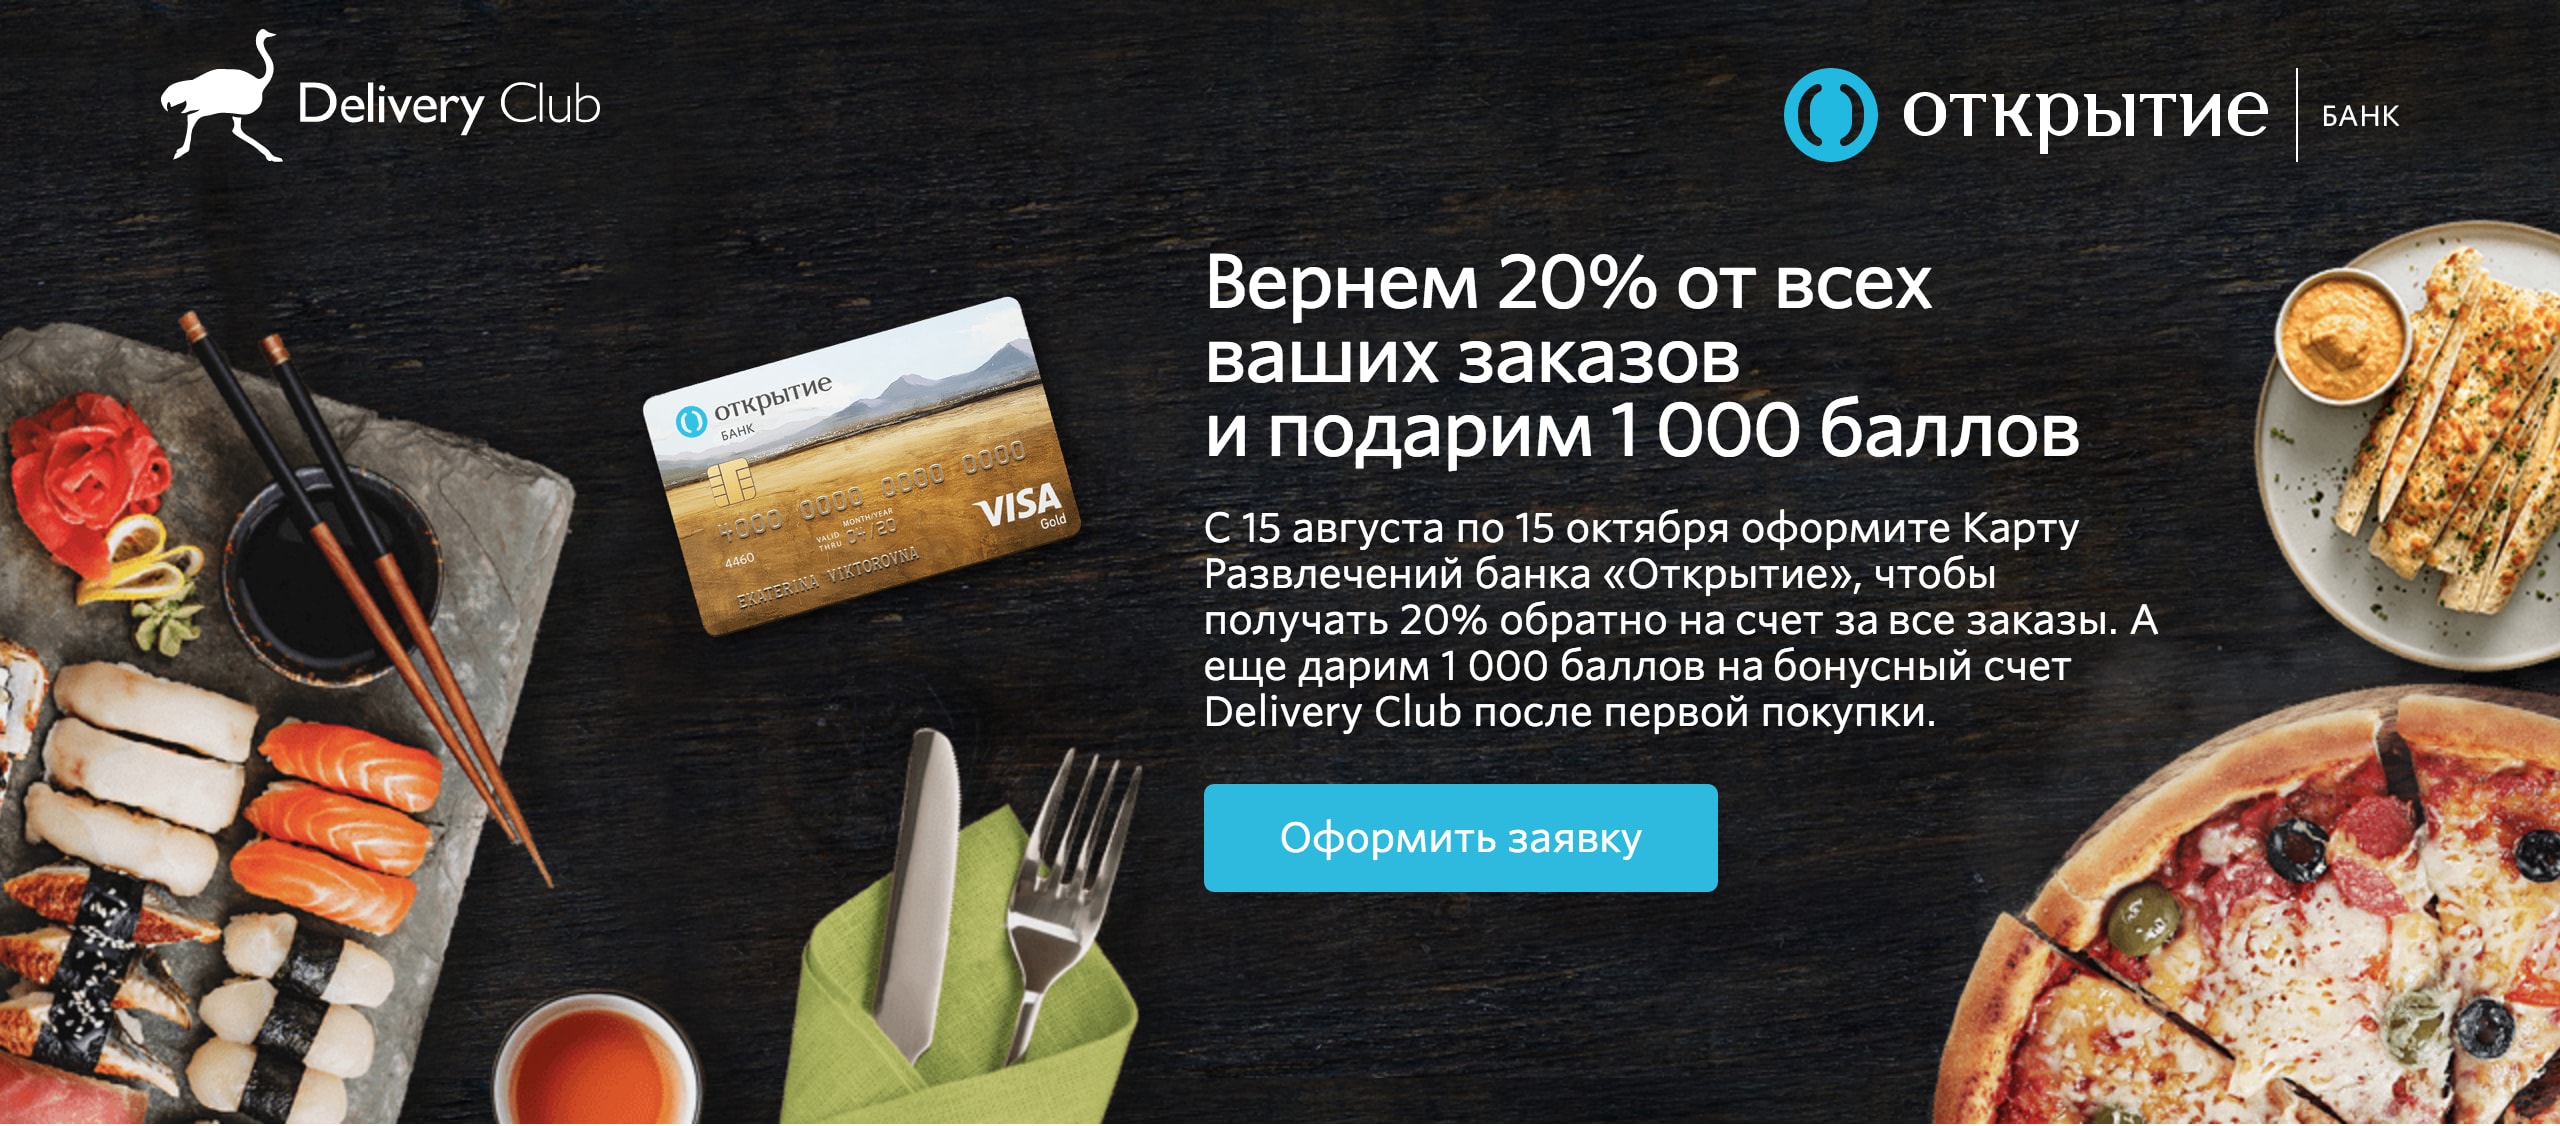 Delivery Club
открытие
БАНК
Вернем 20% от всех
ваших заказов
и подарим 1 000 баллов
открытие
БАНК
4000 0000 0000 0000
4460
VALID
THRU
MONTH/YEAR
04/20
VISA
Gold
EKATERINA VIKTOROVNA
С 15 августа по 15 октября оформите Карту
Развлечений банка «Открытие», чтобы
получать 20% обратно на счет за все заказы. А
еще дарим 1 000 баллов на бонусный счет
Delivery Club после первой покупки.
Оформить заявку